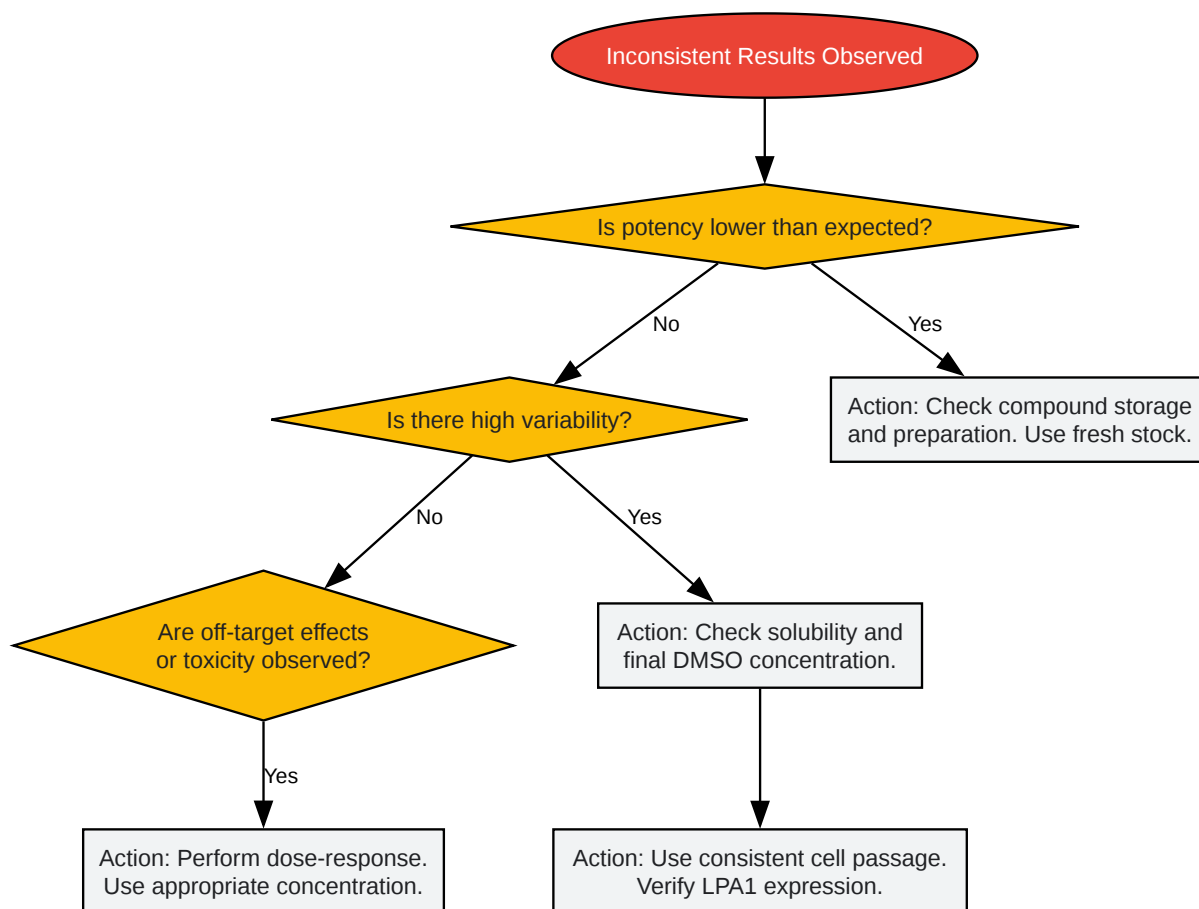 Inconsistent Results Observed
Is potency lower than expected?
No
Yes
Is there high variability?
Action: Check compound storage
and preparation. Use fresh stock.
No
Yes
Are off-target effects
or toxicity observed?
Action: Check solubility and
final DMSO concentration.
Yes
Action: Perform dose-response.
Use appropriate concentration.
Action: Use consistent cell passage.
Verify LPA1 expression.